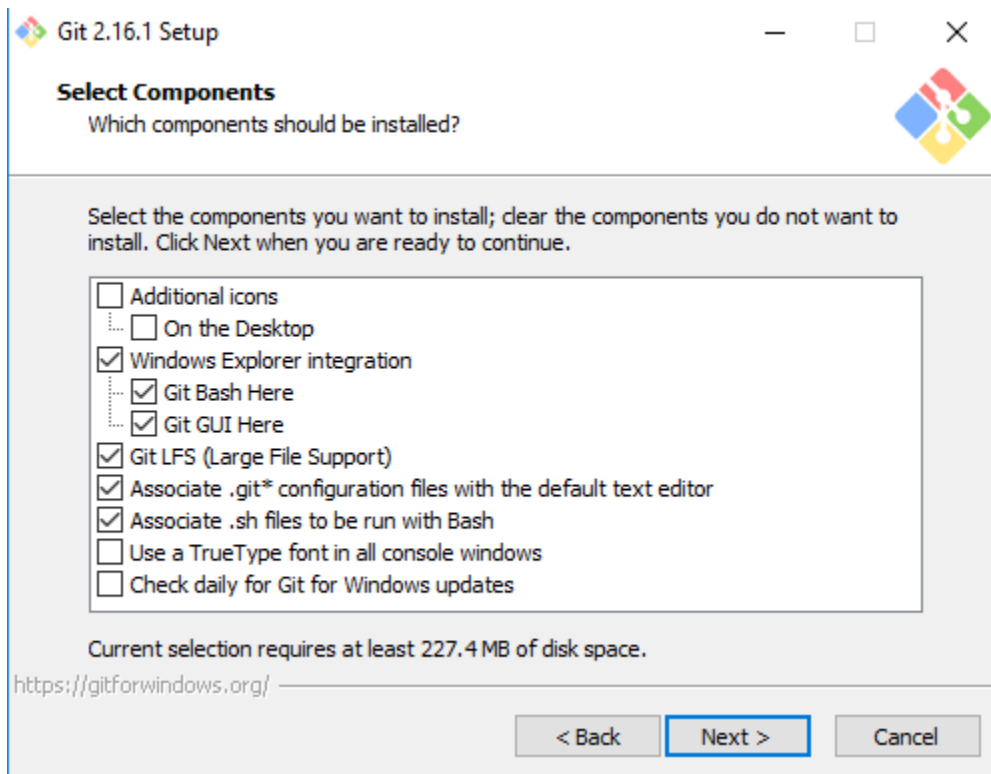 Git 2.16.1 Setup
Select Components
Which components should be installed?
Select the components you want to install; clear the components you do not want to
install. Click Next when you are ready to continue.
Additional icons
On the Desktop
Windows Explorer integration
Git Bash Here
Git GUI Here
Git LFS (Large File Support)
Associate .git* configuration files with the default text editor
Associate .sh files to be run with Bash
Use a TrueType font in all console windows
Check daily for Git for Windows updates
Current selection requires at least 227.4 MB of disk space.
https://gitforwindows.org/
< Back
Next >
Cancel